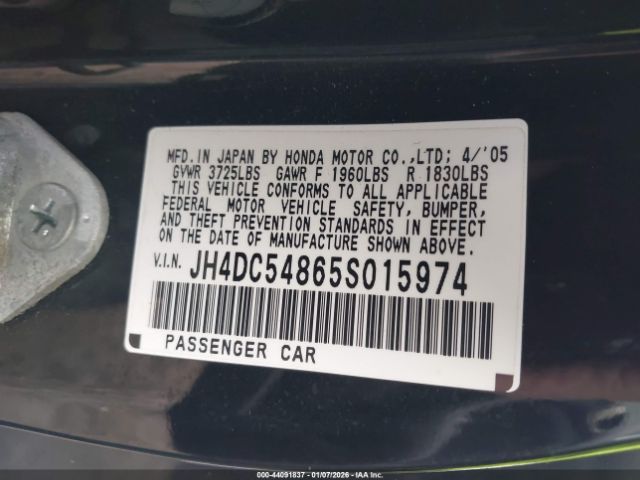 MFD. IN JAPAN BY HONDA MOTOR CO.,LTD; 4/'05
GVWR 3725LBS GAWR F 1960LBS R 1830LBS
THIS VEHICLE CONFORMS TO ALL APPLICABLE
FEDERAL MOTOR VEHICLE SAFETY, BUMPER,
AND THEFT PREVENTION STANDARDS IN EFFECT
ON THE DATE OF MANUFACTURE SHOWN ABOVE.
V.I.N. JH4DC54865S015974
PASSENGER CAR
000-44091837 - 01/07/2026 - IAA Inc.